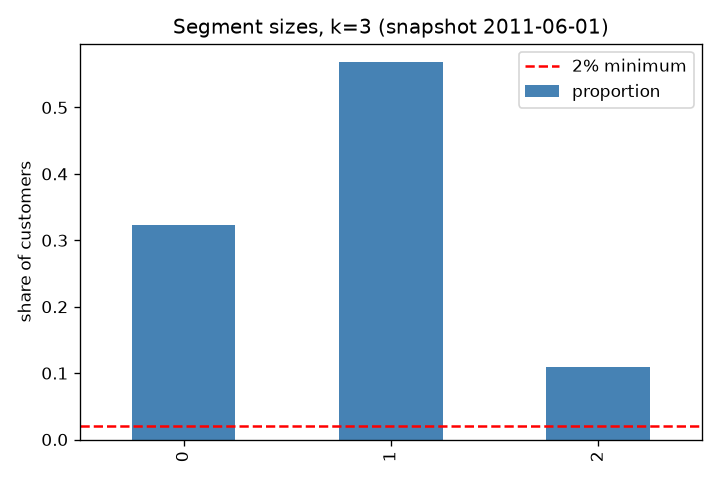 Segment sizes, k=3 (snapshot 2011-06-01)
2% minimum
proportion
share of customers
0.5
0.4
0.3
0.2
0.1
0.0
0
1
2